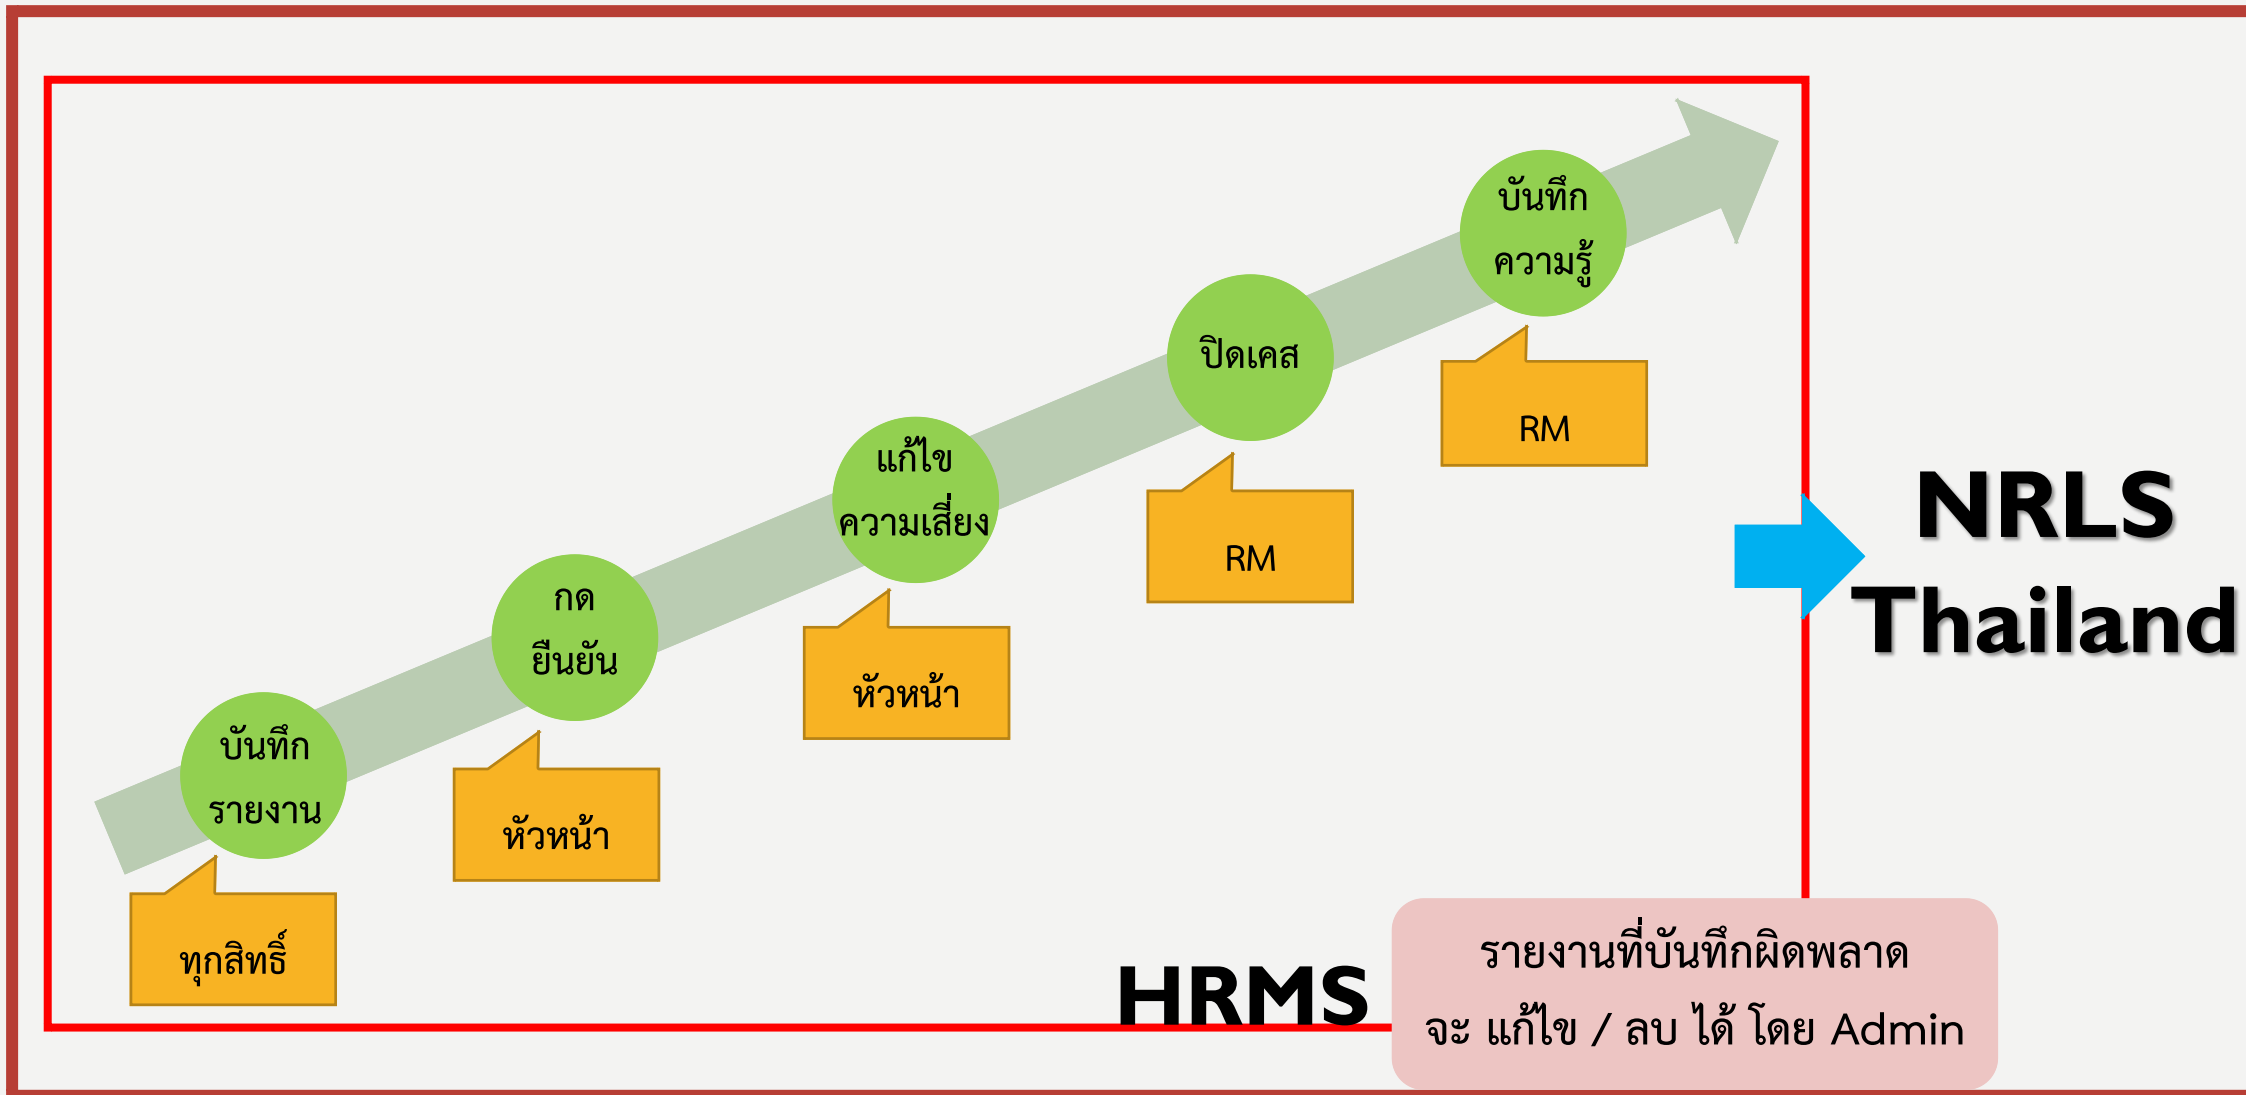 บันทึก
รายงาน
ทุกสิทธิ์
กด
ยืนยัน
หัวหน้า
แก้ไข
ความเสี่ยง
หัวหน้า
ปิดเคส
RM
บันทึก
ความรู้
RM
NRLS
Thailand
HRMS
รายงานที่บันทึกผิดพลาด
จะ แก้ไข / ลบ ได้ โดย Admin